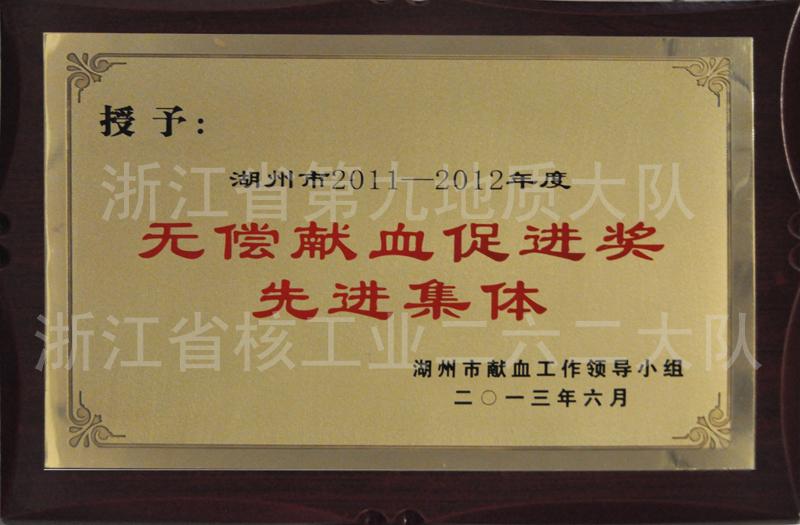 授予：
湖州市2011—2012年度
浙江省第九地质大队
无偿献血促进奖
先进集体
浙江省核工业二六二大队
湖州市献血工作领导小组
二〇一三年六月